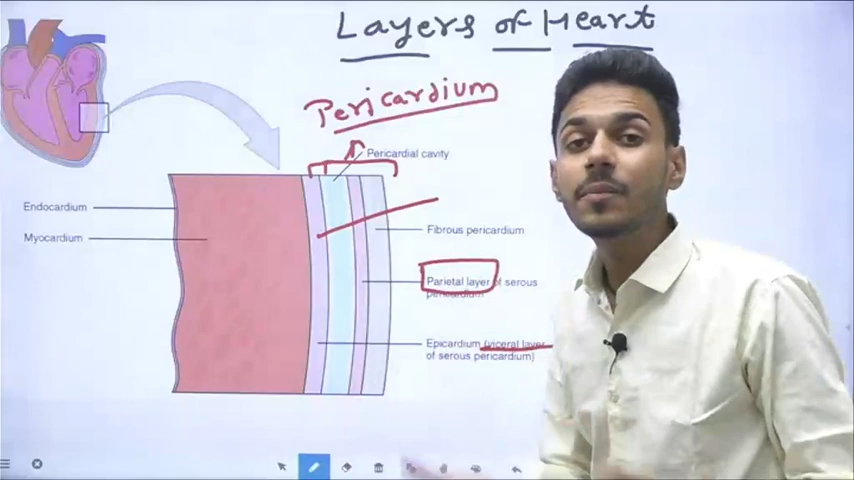 Layers of Heart
Pericardium
Pericardial cavity
Endocardium
Myocardium
Fibrous pericardium
Parietal layer of serous
pericardium
Epicardium (viceral layer
of serous pericardium)